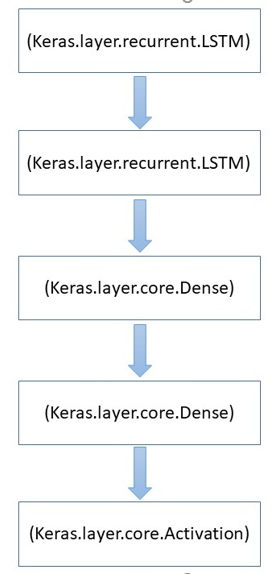 (Keras.layer.recurrent.LSTM)
(Keras.layer.recurrent.LSTM)
(Keras.layer.core.Dense)
(Keras.layer.core.Dense)
(Keras.layer.core.Activation)